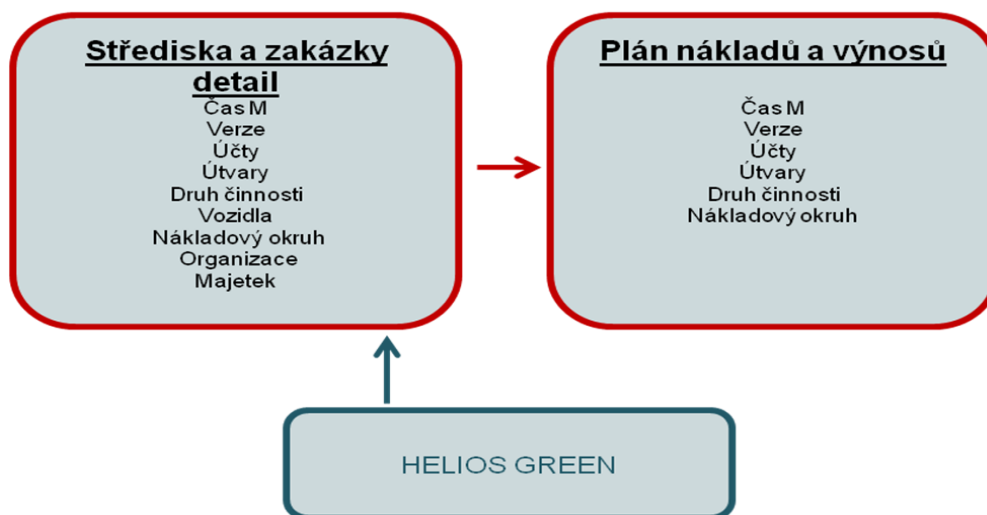 Střediska a zakázky
detail
Čas M
Verze
Účty
Útvary
Druh činnosti
Vozidla
Nákladový okruh
Organizace
Majetek
Plán nákladů a výnosů
Čas M
Verze
Účty
Útvary
Druh činnosti
Nákladový okruh
HELIOS GREEN